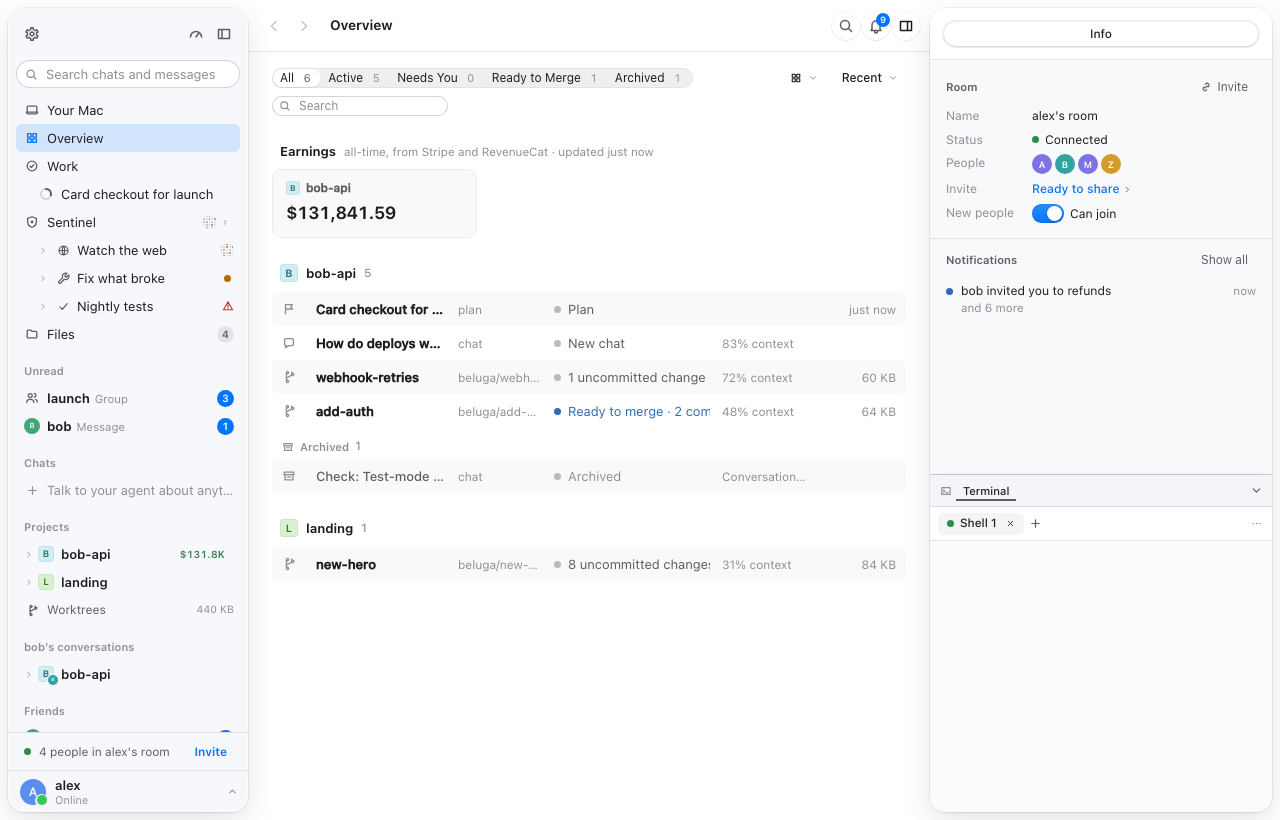 Search chats and messages
Your Mac
Overview
Work
Card checkout for launch
Sentinel
Watch the web
Fix what broke
Nightly tests
Files 4
Unread
launch Group 3
B bob Message 1
Chats
Talk to your agent about anyt...
Projects
B bob-api $131.8K
L landing
Worktrees 440 KB
bob's conversations
B bob-api
Friends
4 people in alex's room Invite
A alex
Online
Overview
9
All 6 Active 5 Needs You 0 Ready to Merge 1 Archived 1
Recent
Search
Earnings all-time, from Stripe and RevenueCat · updated just now
B bob-api
$131,841.59
B bob-api 5
Card checkout for ... plan Plan just now
How do deploys w... chat New chat 83% context
webhook-retries beluga/webh... 1 uncommitted change 72% context 60 KB
add-auth beluga/add-... Ready to merge · 2 com 48% context 64 KB
Archived 1
Check: Test-mode ... chat Archived Conversation...
L landing 1
new-hero beluga/new-... 8 uncommitted changes 31% context 84 KB
Info
Room Invite
Name alex's room
Status Connected
People A B M Z
Invite Ready to share
New people Can join
Notifications Show all
bob invited you to refunds now
and 6 more
Terminal
Shell 1